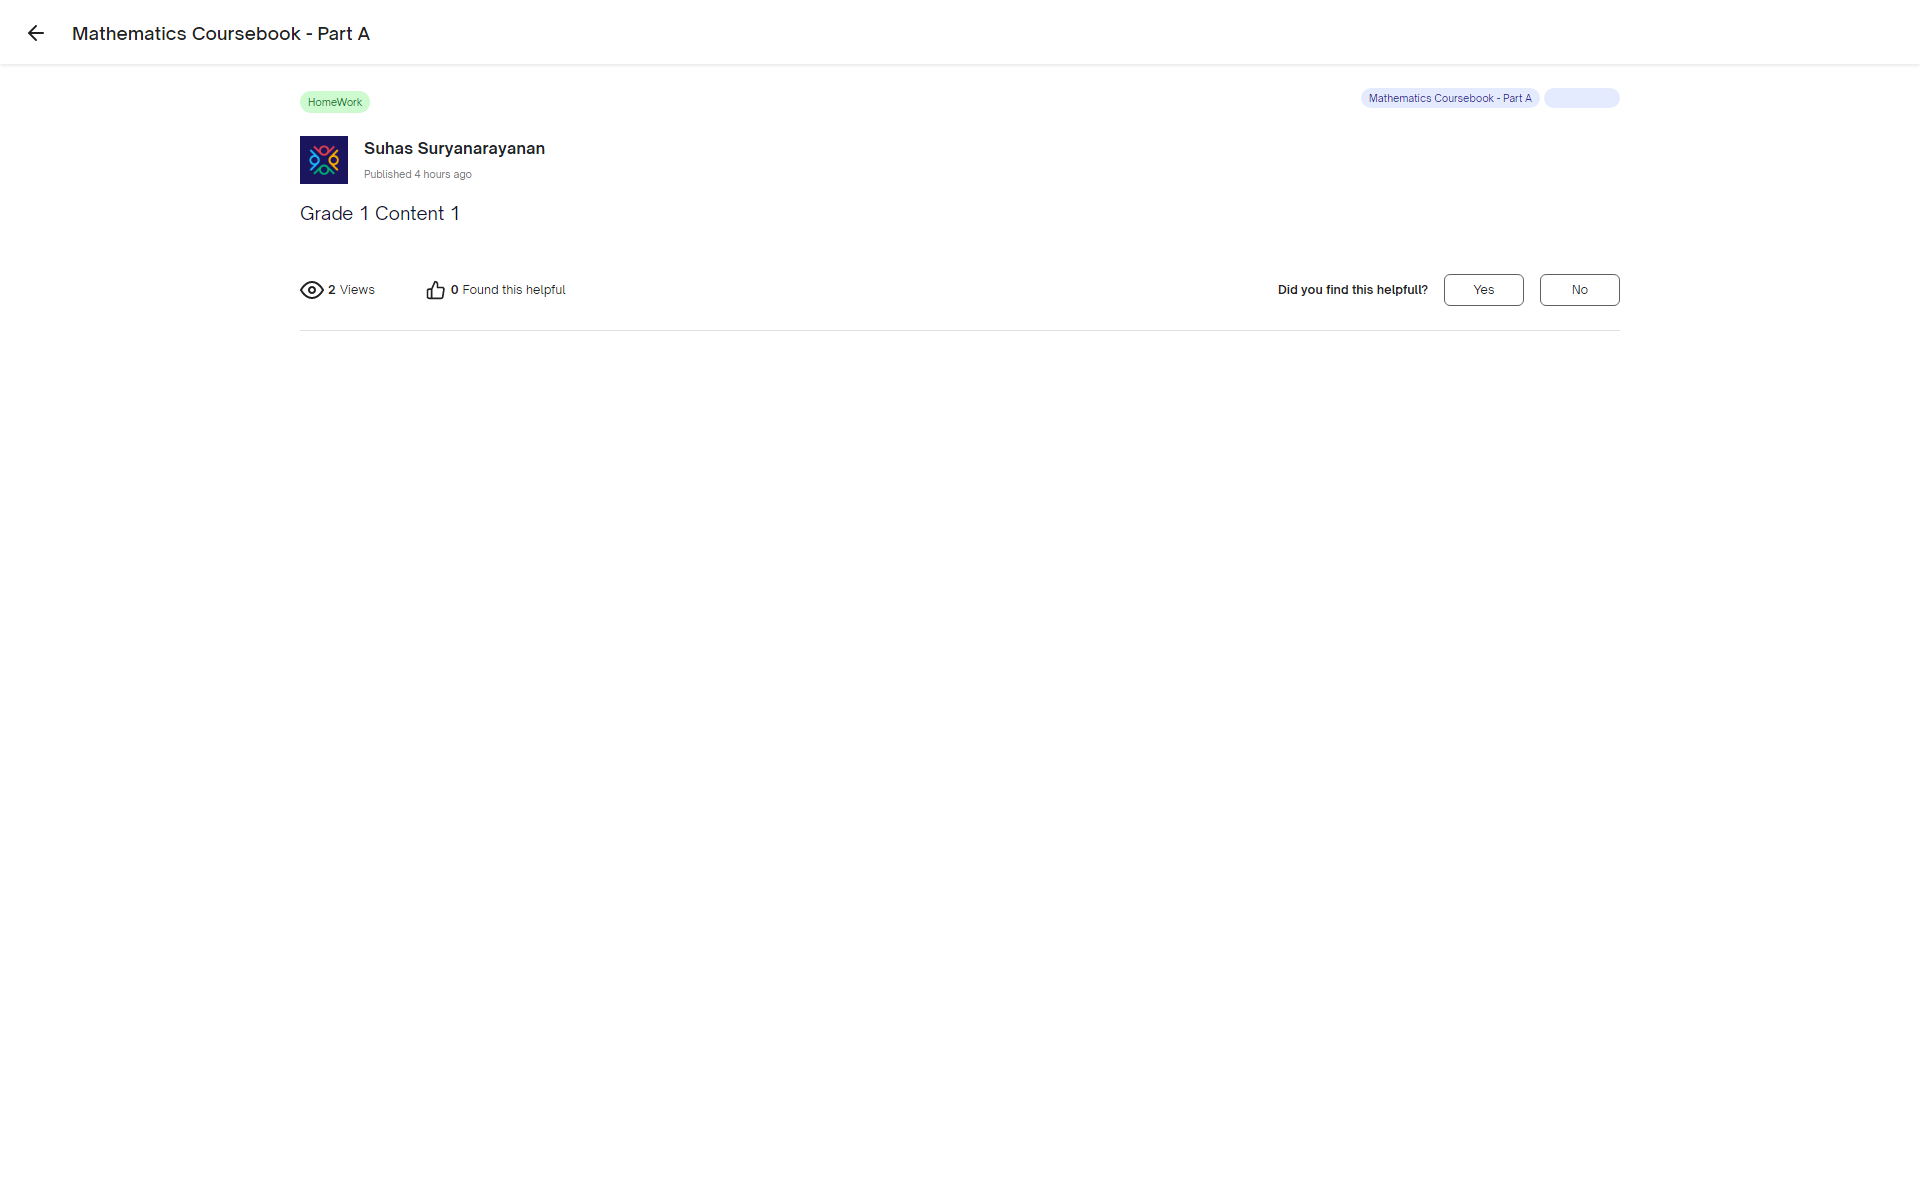 Mathematics Coursebook - Part A
HomeWork
Mathematics Coursebook - Part A
Suhas Suryanarayanan
Published 4 hours ago
Grade 1 Content 1
2 Views
0 Found this helpful
Did you find this helpfull?
Yes
No